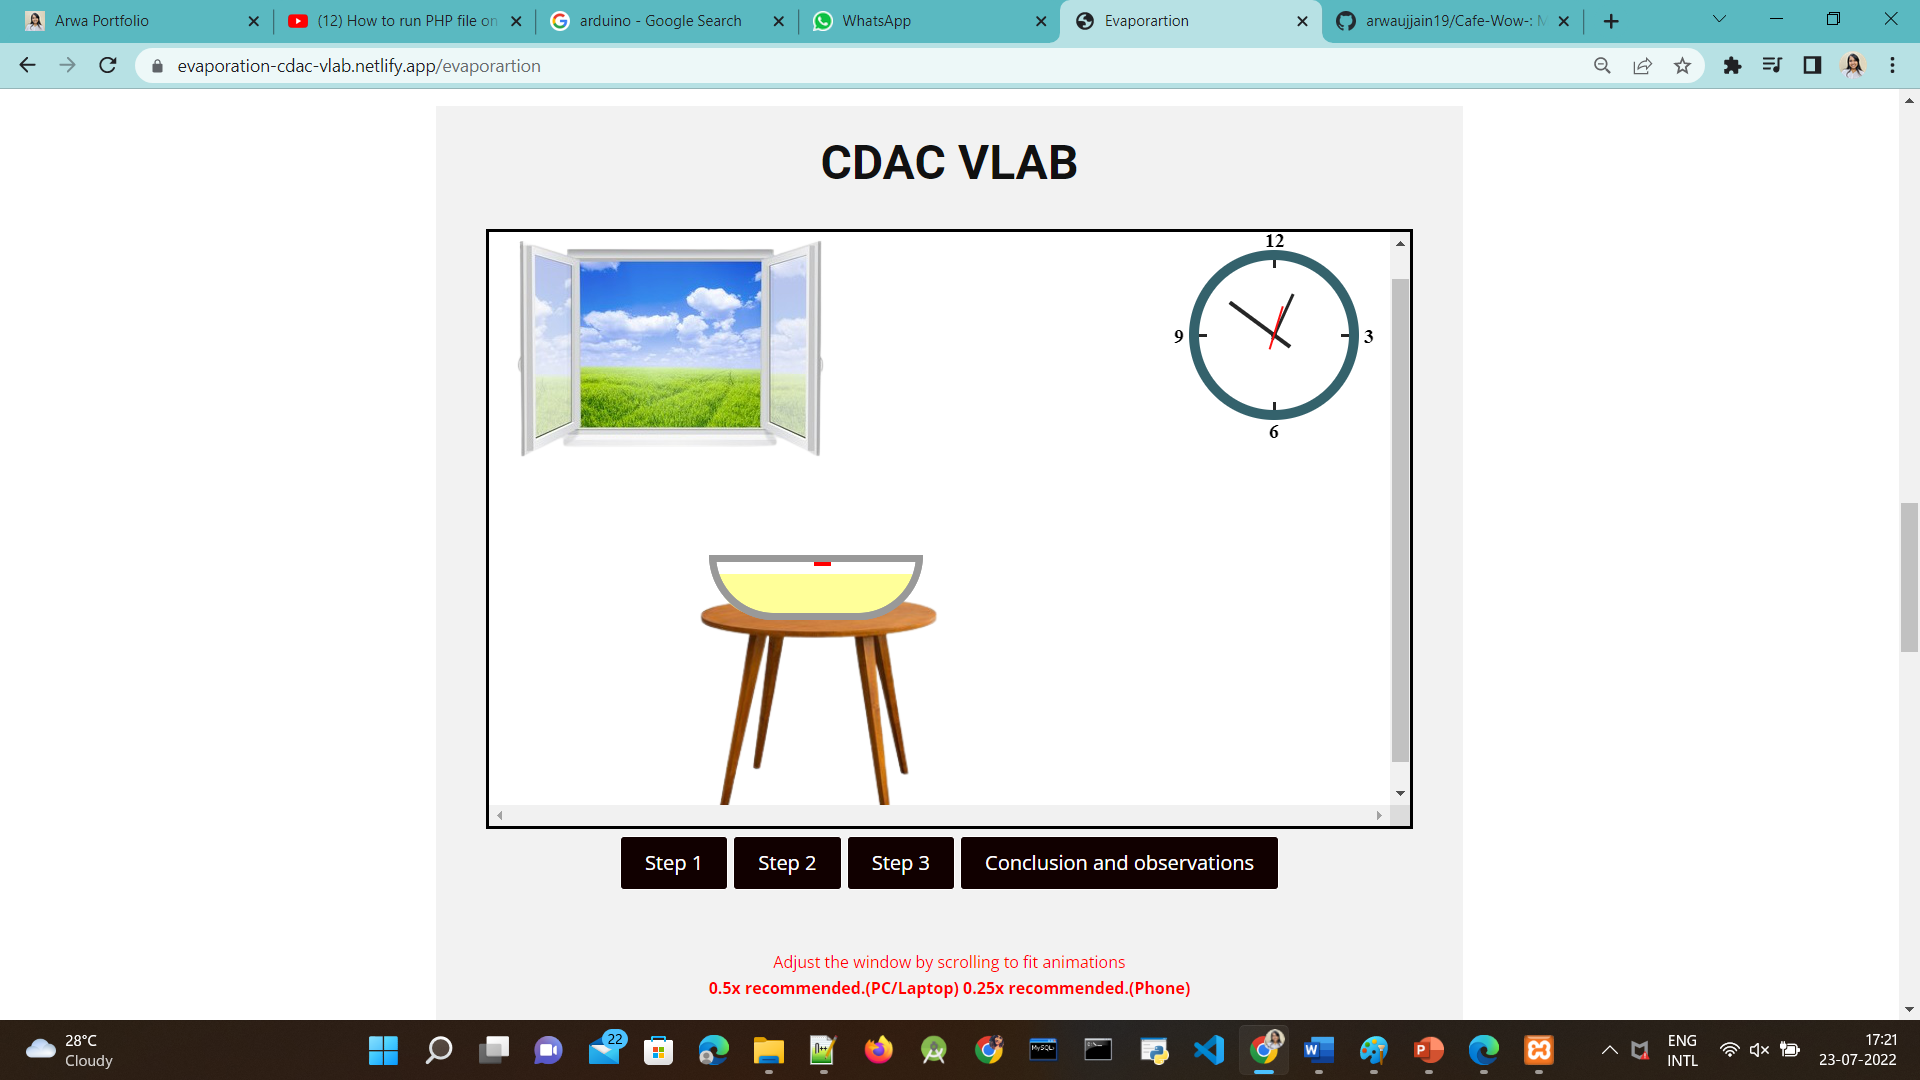 Arwa Portfolio
(12) How to run PHP file on
arduino - Google Search
WhatsApp
Evaporartion
arwaujjain19/Cafe-Wow-: M
evaporation-cdac-vlab.netlify.app/evaporartion
CDAC VLAB
12
9
3
6
Step 1
Step 2
Step 3
Conclusion and observations
Adjust the window by scrolling to fit animations
0.5x recommended.(PC/Laptop) 0.25x recommended.(Phone)
28°C
Cloudy
22
ENG
INTL
17:21
23-07-2022